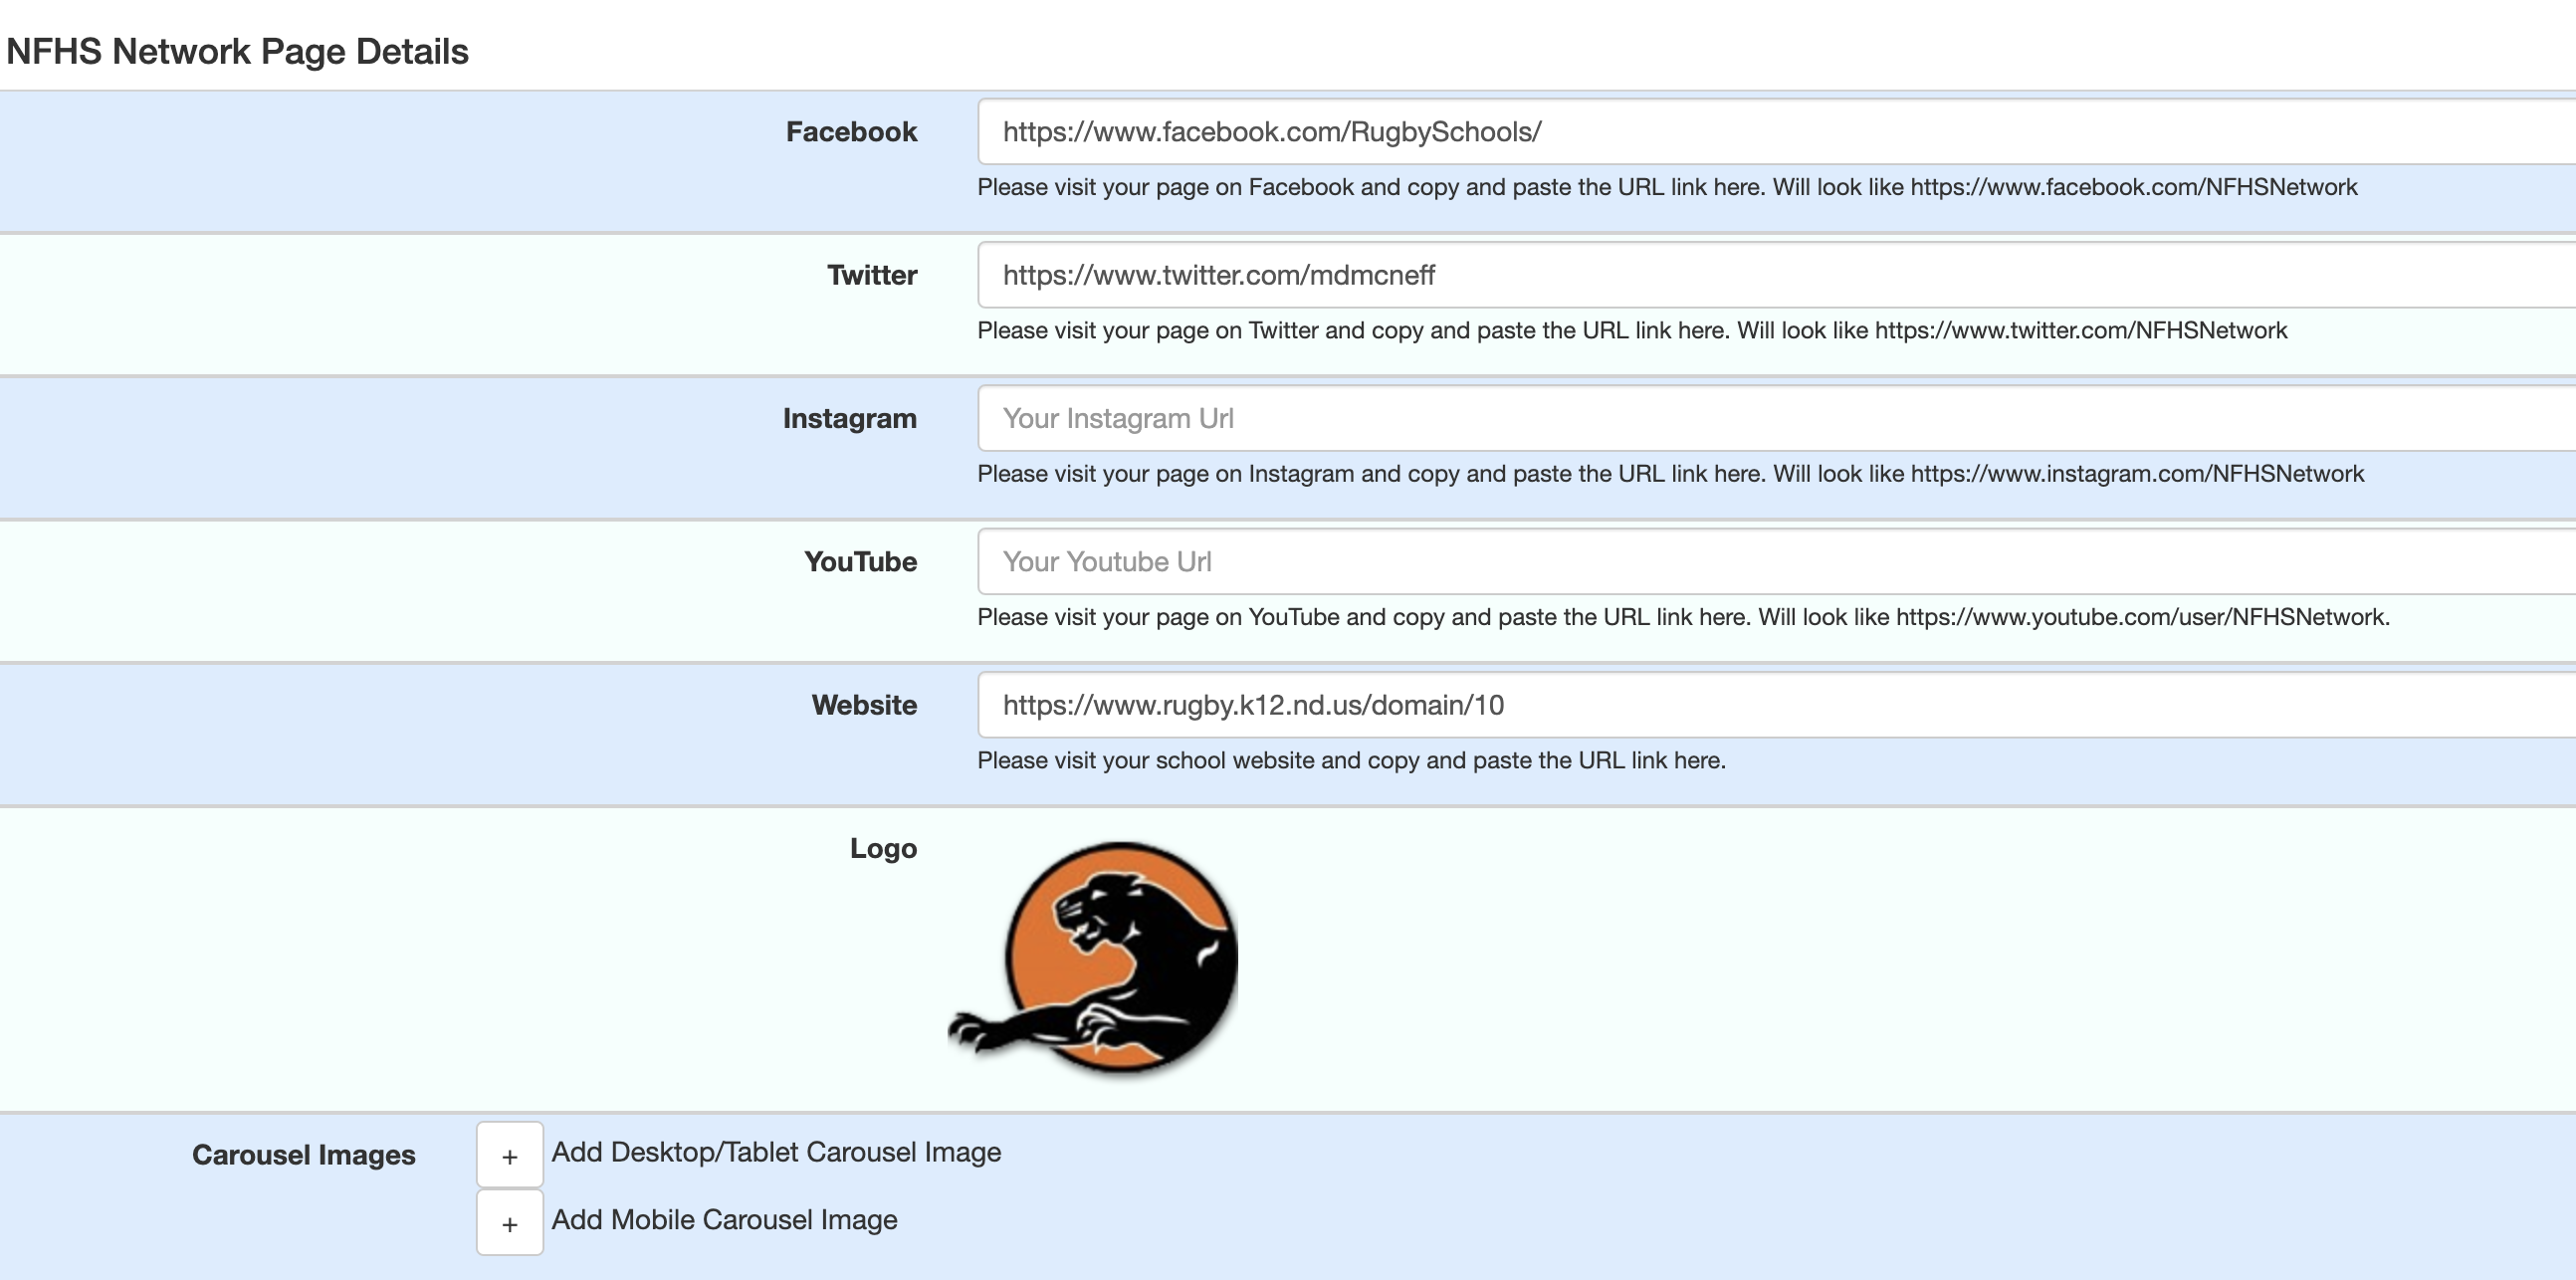 NFHS Network Page Details
Facebook
https://www.facebook.com/RugbySchools/
Please visit your page on Facebook and copy and paste the URL link here. Will look like https://www.facebook.com/NFHSNetwork
Twitter
https://www.twitter.com/mdmcneff
Please visit your page on Twitter and copy and paste the URL link here. Will look like https://www.twitter.com/NFHSNetwork
Instagram
Your Instagram Url
Please visit your page on Instagram and copy and paste the URL link here. Will look like https://www.instagram.com/NFHSNetwork
YouTube
Your Youtube Url
Please visit your page on YouTube and copy and paste the URL link here. Will look like https://www.youtube.com/user/NFHSNetwork.
Website
https://www.rugby.k12.nd.us/domain/10
Please visit your school website and copy and paste the URL link here.
Logo
Carousel Images
+ Add Desktop/Tablet Carousel Image
+ Add Mobile Carousel Image